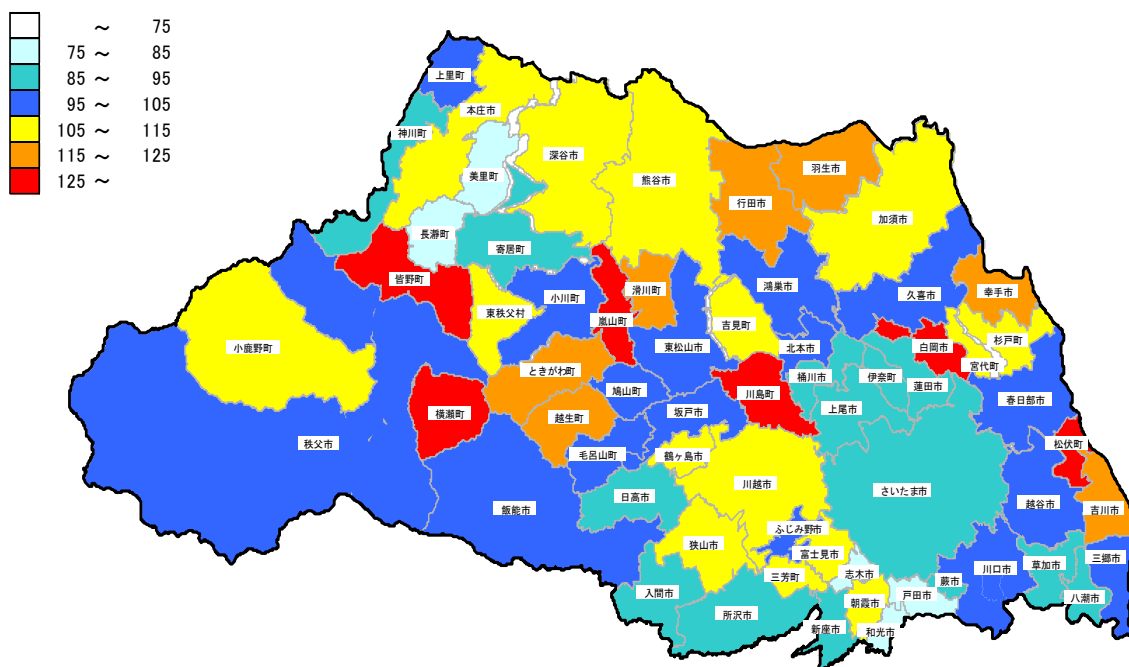 ～ 75
75 ～ 85
85 ～ 95
95 ～ 105
105 ～ 115
115 ～ 125
125 ～
上里町
本庄市
神川町
美里町
深谷市
熊谷市
羽生市
行田市
加須市
長瀞町
寄居町
皆野町
小川町
滑川町
鴻巣市
久喜市
幸手市
東秩父村
嵐山町
吉見町
杉戸町
小鹿野町
東松山市
北本市
白岡市
宮代町
ときがわ町
桶川市
伊奈町
蓮田市
鳩山町
川島町
春日部市
横瀬町
越生町
坂戸市
上尾市
秩父市
毛呂山町
鶴ヶ島市
松伏町
川越市
さいたま市
日高市
飯能市
越谷市
吉川市
ふじみ野市
狭山市
富士見市
三郷市
三芳町
志木市
川口市
草加市
入間市
蕨市
戸田市
朝霞市
八潮市
所沢市
新座市
和光市